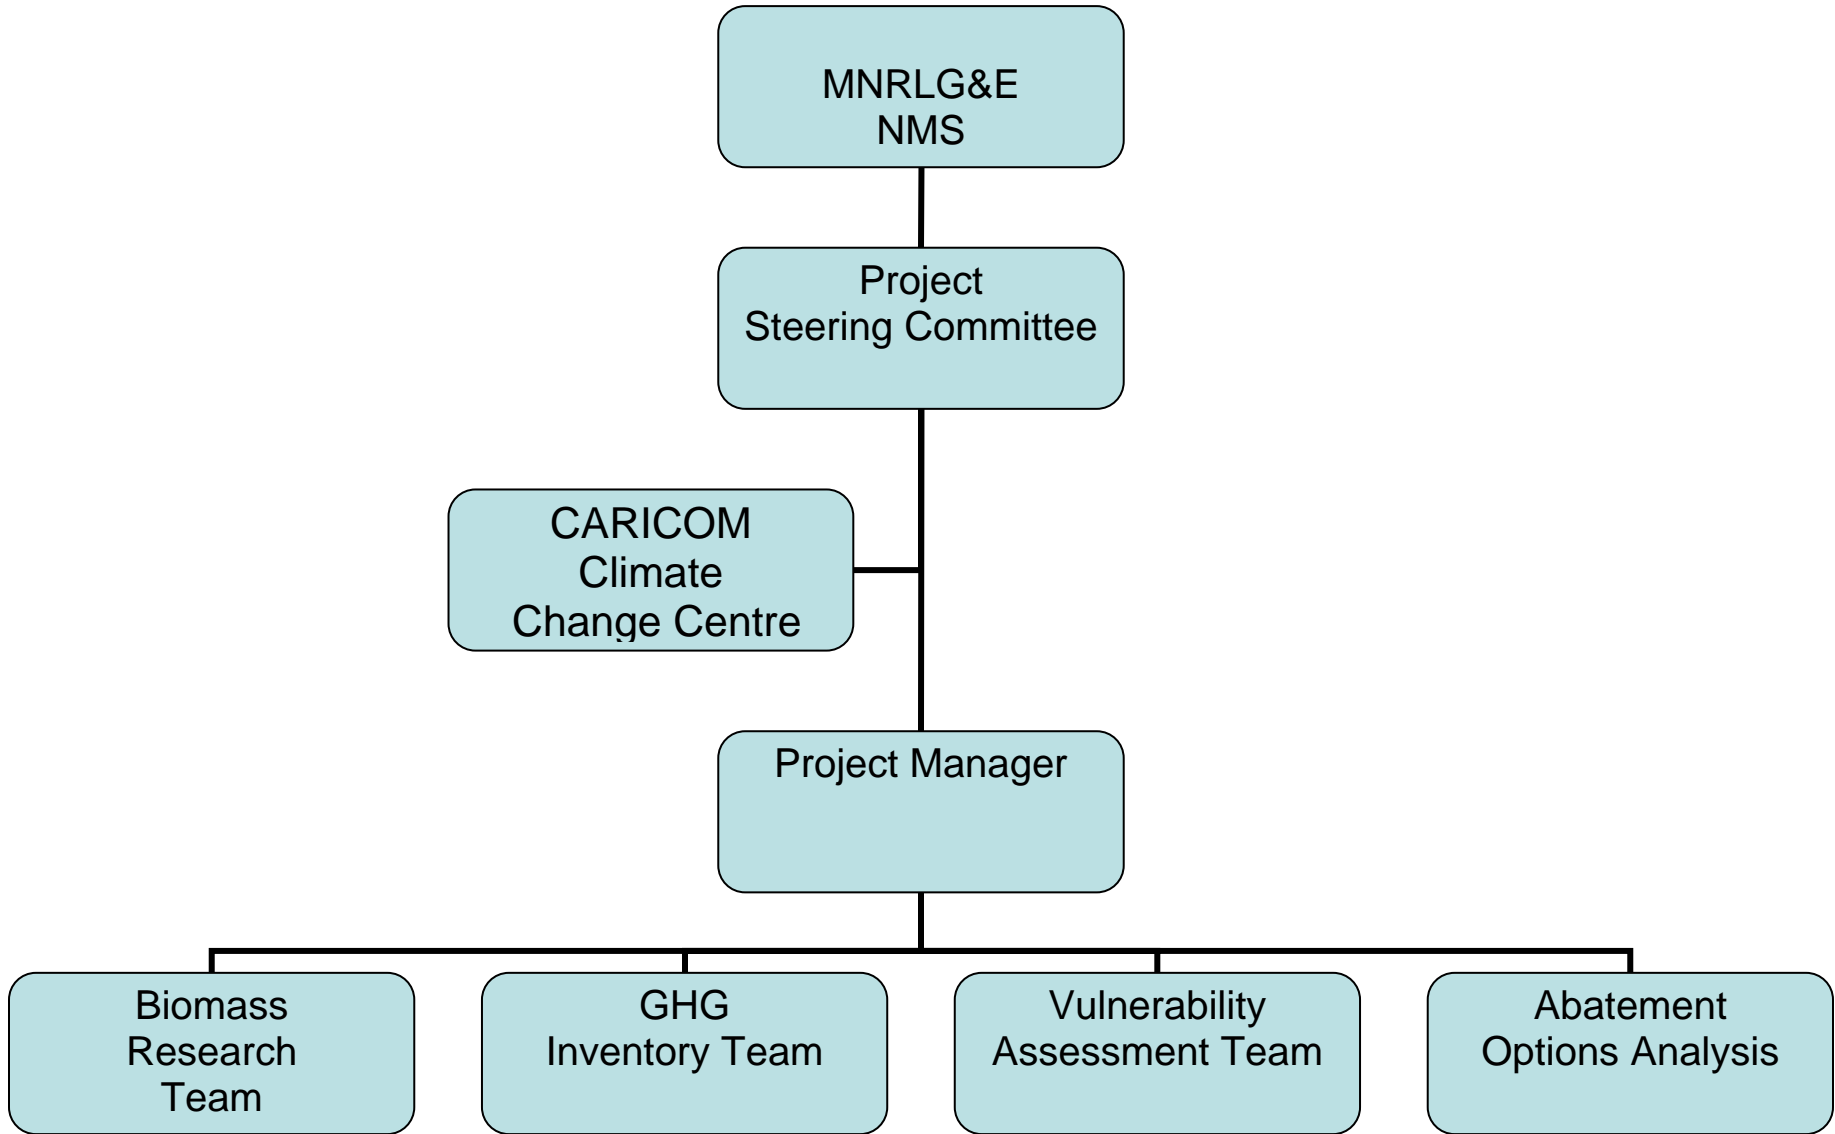 MNRLG&E
NMS
Project
Steering Committee
CARICOM
Climate
Change Centre
Project Manager
Biomass
Research
Team
GHG
Inventory Team
Vulnerability
Assessment Team
Abatement
Options Analysis